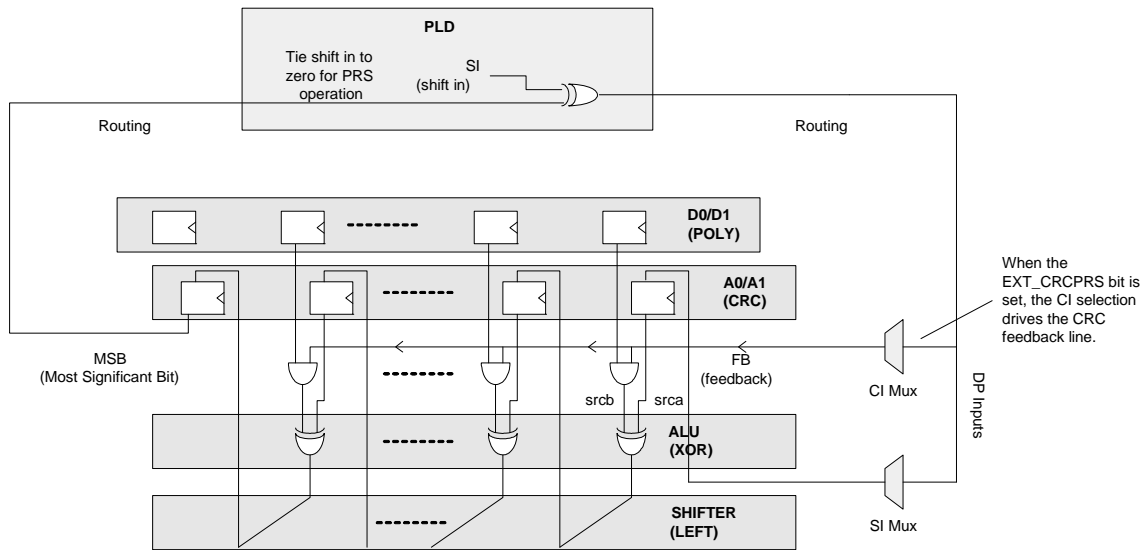 PLD
Tie shift in to
zero for PRS
operation
SI
(shift in)
Routing
Routing
D0/D1
(POLY)
A0/A1
(CRC)
When the
EXT_CRCPRS bit is
set, the CI selection
drives the CRC
feedback line.
MSB
(Most Significant Bit)
FB
(feedback)
CI Mux
DP Inputs
srcb
srca
ALU
(XOR)
SI Mux
SHIFTER
(LEFT)